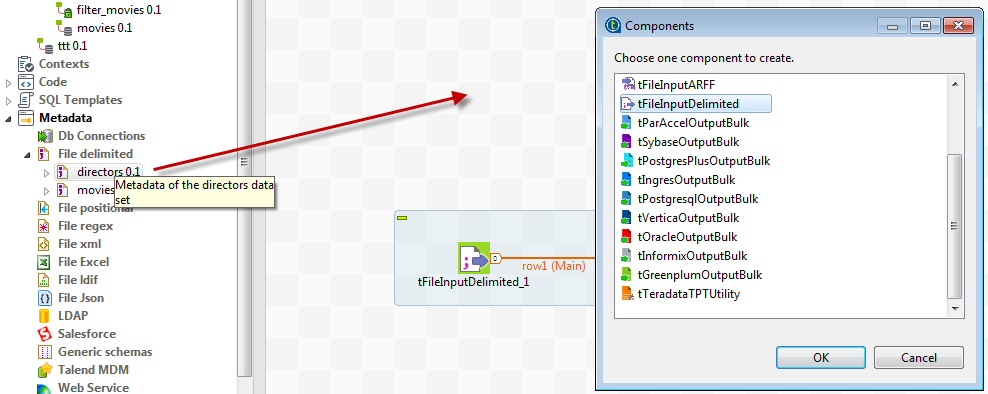 filter_movies 0.1
movies 0.1
ttt 0.1
Contexts
Code
SQL Templates
Metadata
Db Connections
File delimited
directors 0.1
movies
Metadata of the directors data
set
File positional
File regex
File xml
File Excel
File ldif
File Json
LDAP
Salesforce
Generic schemas
Talend MDM
Web Service
row1 (Main)
tFileInputDelimited_1
Components
Choose one component to create.
tFileInputARFF
tFileInputDelimited
tParAccelOutputBulk
tSybaseOutputBulk
tPostgresPlusOutputBulk
tIngresOutputBulk
tPostgresqlOutputBulk
tVerticaOutputBulk
tOracleOutputBulk
tInformixOutputBulk
tGreenplumOutputBulk
tTeradataTPTUtility
OK
Cancel